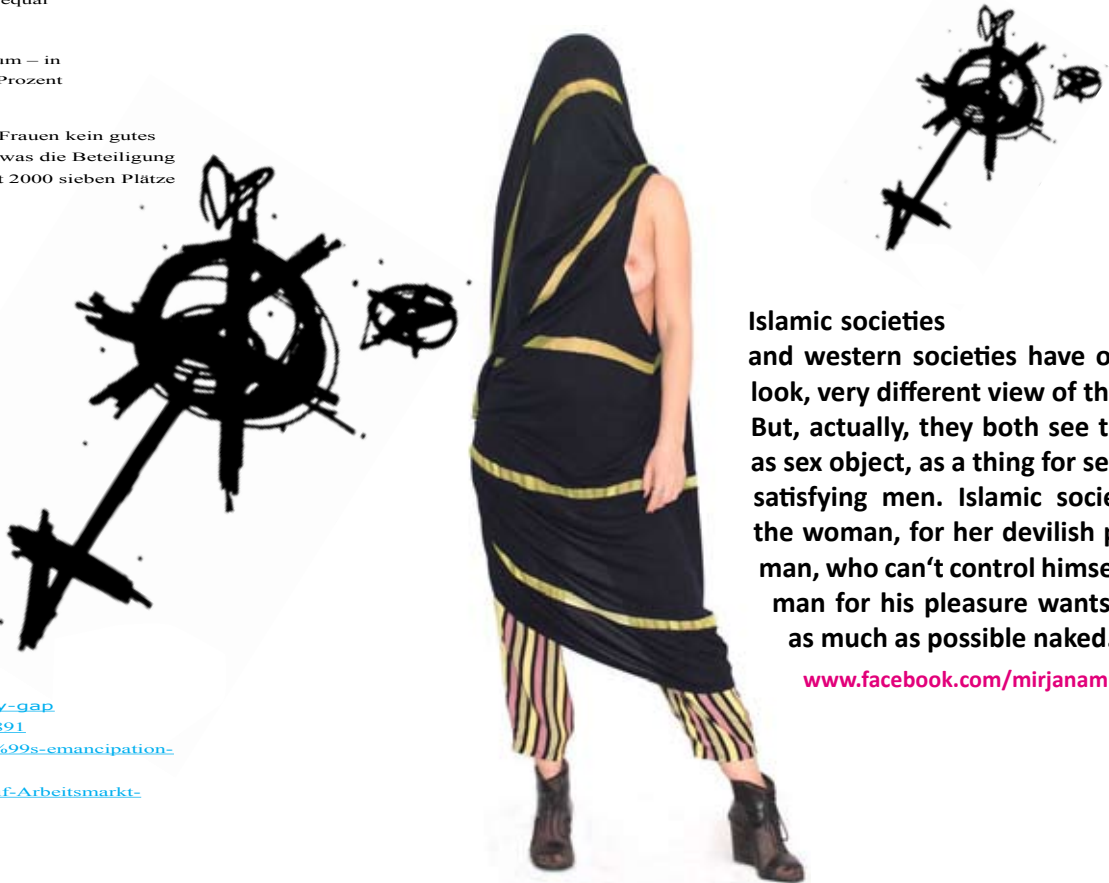 equal
um – in
Prozent
Frauen kein gutes
was die Beteiligung
t 2000 sieben Plätze
y-gap
891
%99s-emancipation-
uf-Arbeitsmarkt-
Islamic societies
and western societies have o
look, very different view of th
But, actually, they both see t
as sex object, as a thing for se
satisfying men. Islamic socie
the woman, for her devilish p
man, who can‘t control himse
man for his pleasure wants
as much as possible naked.
www.facebook.com/mirjanam